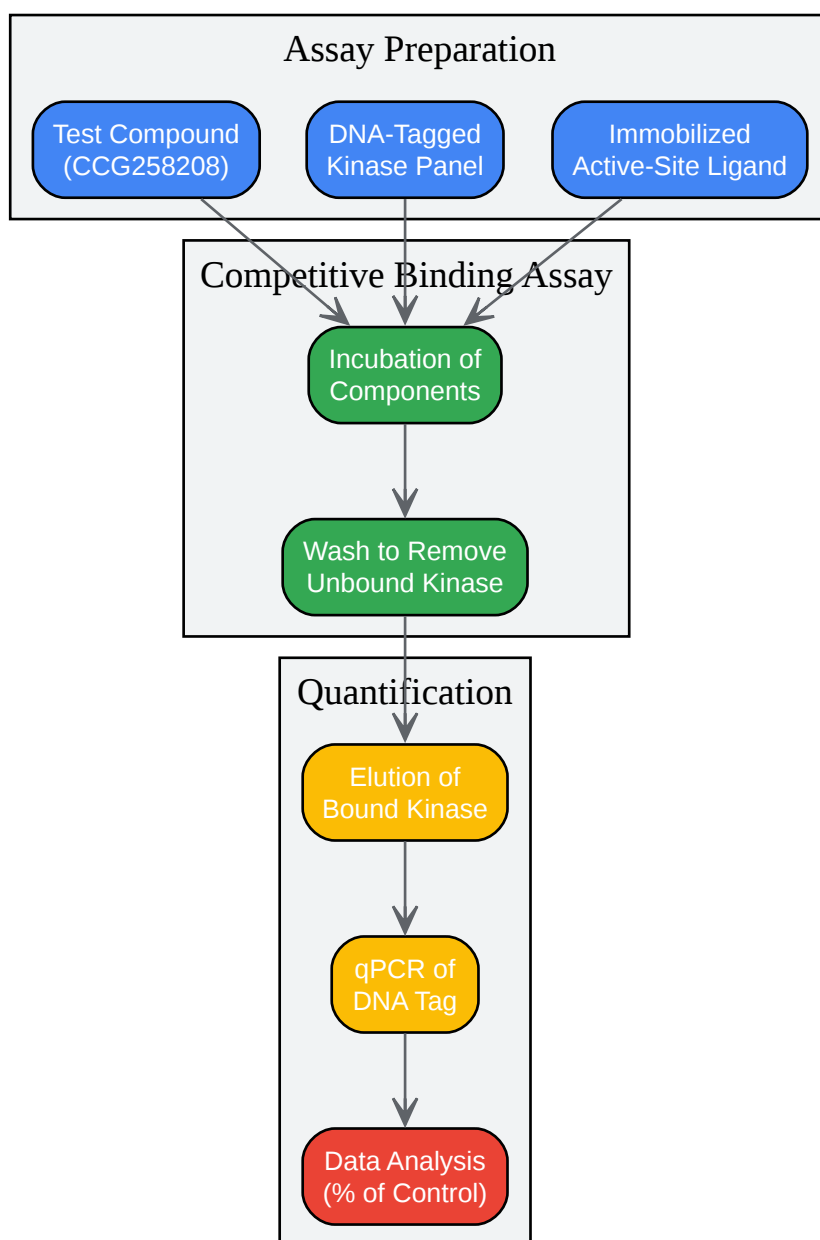 Assay Preparation
Test Compound
(CCG258208)
DNA-Tagged
Kinase Panel
Immobilized
Active-Site Ligand
Competitive Binding Assay
Incubation of
Components
Wash to Remove
Unbound Kinase
Quantification
Elution of
Bound Kinase
qPCR of
DNA Tag
Data Analysis
(% of Control)